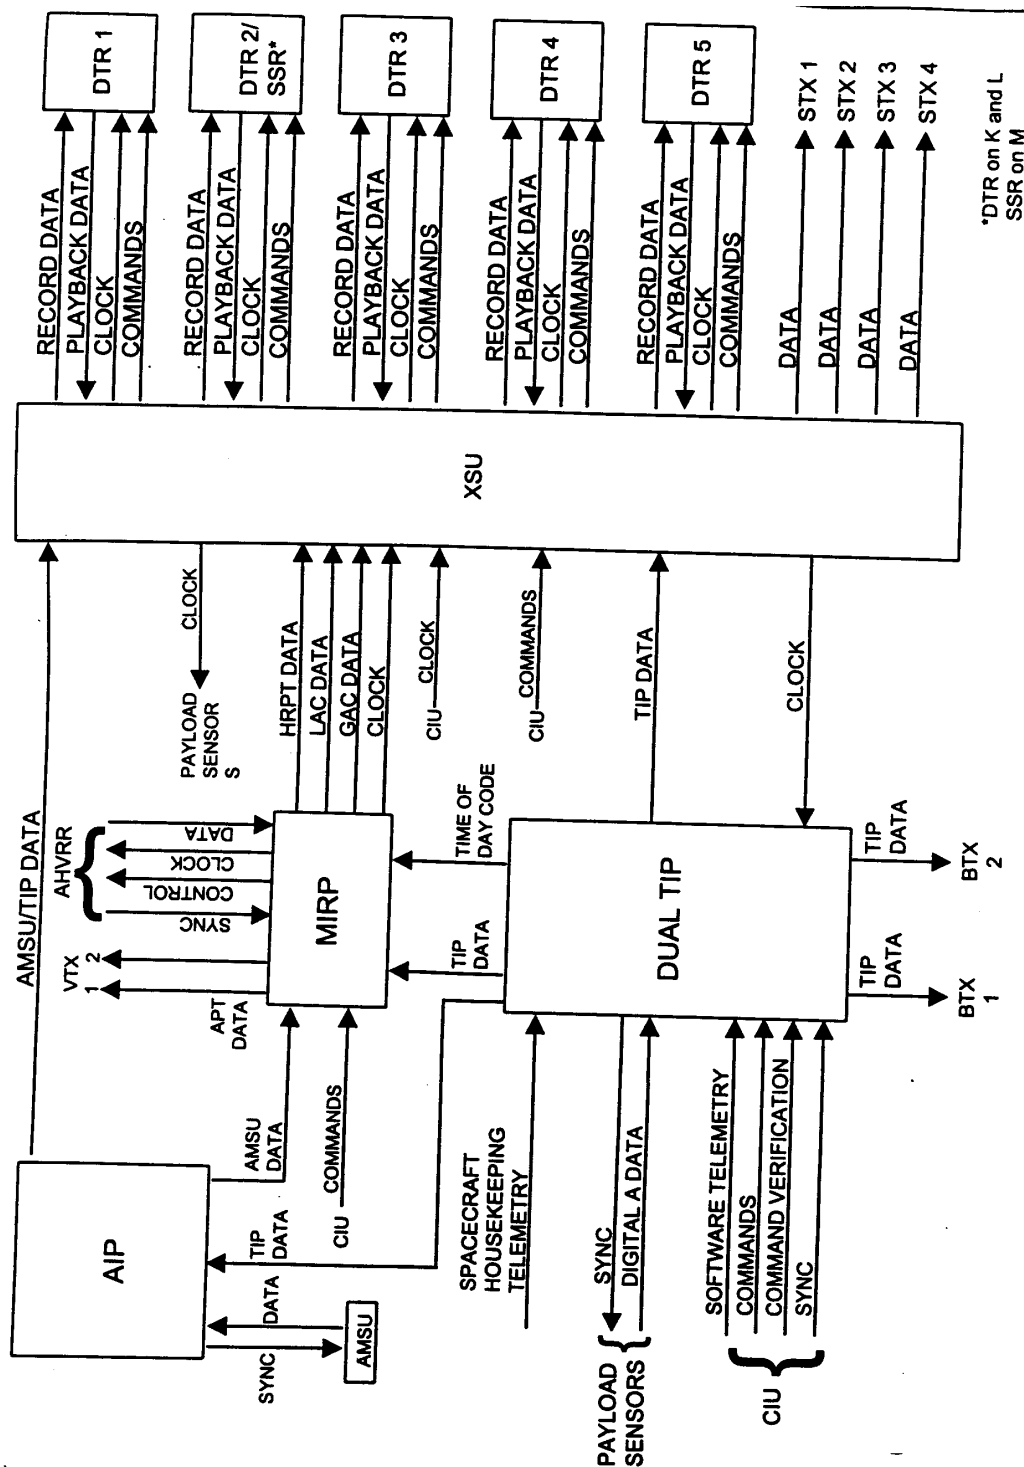 AIP
AMSU/TIP DATA
SYNC
DATA
AMSU
TIP
DATA
AMSU
DATA
CIU
COMMANDS
APT
DATA
VTX
1 2
AHVRR
SYNC
CONTROL
CLOCK
DATA
MIRP
PAYLOAD
SENSOR
S
CLOCK
HRPT DATA
LAC DATA
GAC DATA
CLOCK
CIU
CLOCK
CIU
COMMANDS
TIP
DATA
TIME OF
DAY CODE
SPACECRAFT
HOUSEKEEPING
TELEMETRY
PAYLOAD
SENSORS
SYNC
DIGITAL A DATA
CIU
SOFTWARE TELEMETRY
COMMANDS
COMMAND VERIFICATION
SYNC
DUAL TIP
TIP DATA
CLOCK
TIP
DATA
BTX
1
TIP
DATA
BTX
2
XSU
RECORD DATA
PLAYBACK DATA
CLOCK
COMMANDS
DTR 1
RECORD DATA
PLAYBACK DATA
CLOCK
COMMANDS
DTR 2/
SSR*
RECORD DATA
PLAYBACK DATA
CLOCK
COMMANDS
DTR 3
RECORD DATA
PLAYBACK DATA
CLOCK
COMMANDS
DTR 4
RECORD DATA
PLAYBACK DATA
CLOCK
COMMANDS
DTR 5
DATA
STX 1
DATA
STX 2
DATA
STX 3
DATA
STX 4
*DTR on K and L
SSR on M